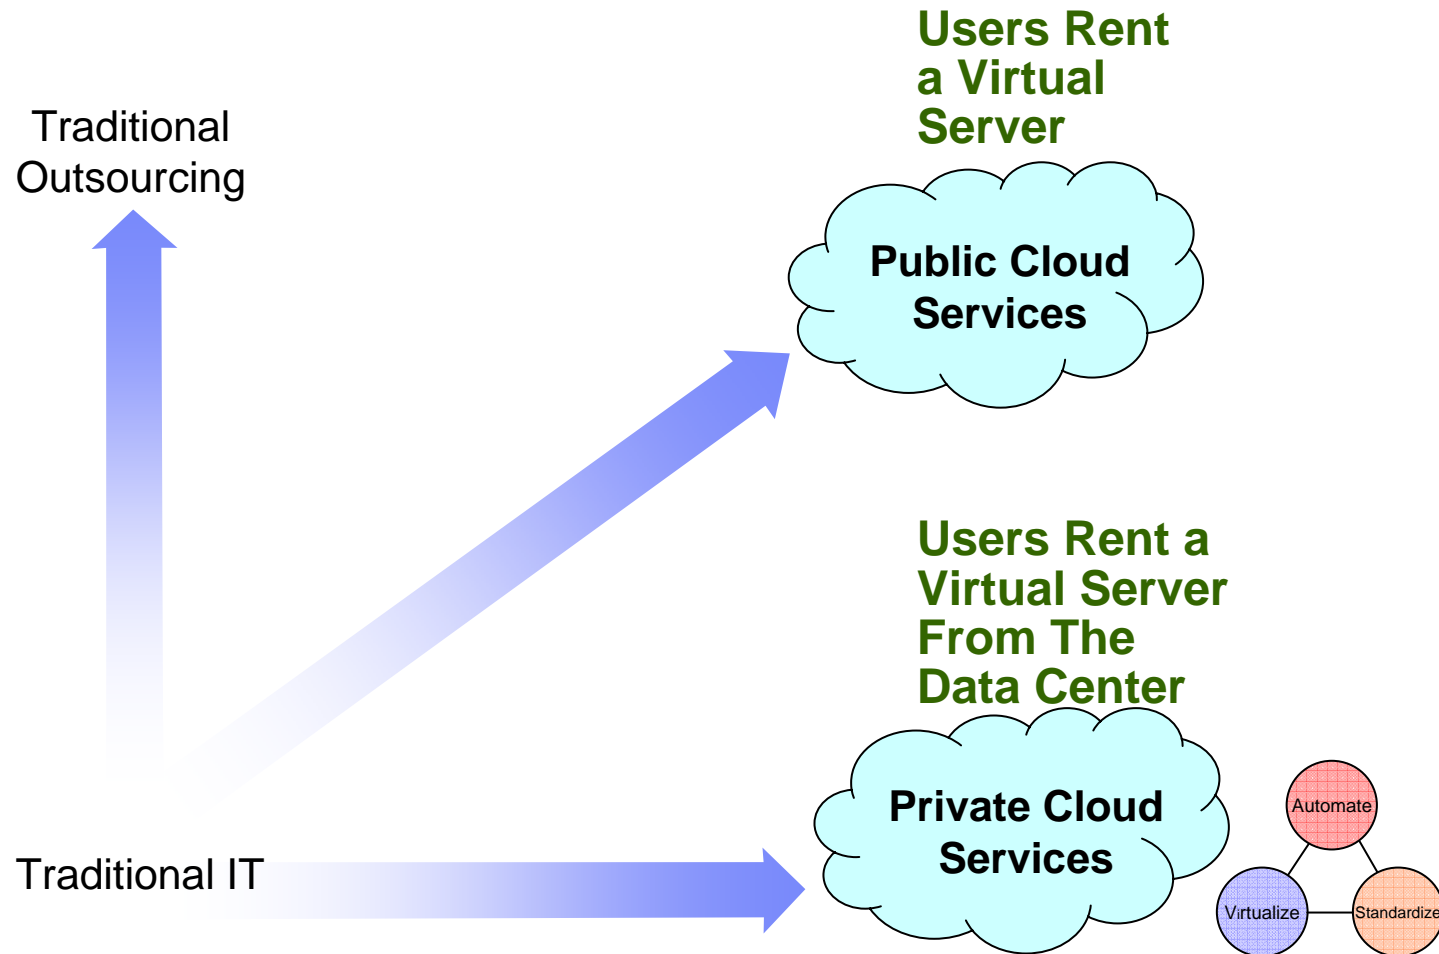 Users Rent
a Virtual
Server
Traditional
Outsourcing
Public Cloud
Services
Users Rent a
Virtual Server
From The
Data Center
Private Cloud
Services
Automate
Traditional IT
Virtualize
Standardize